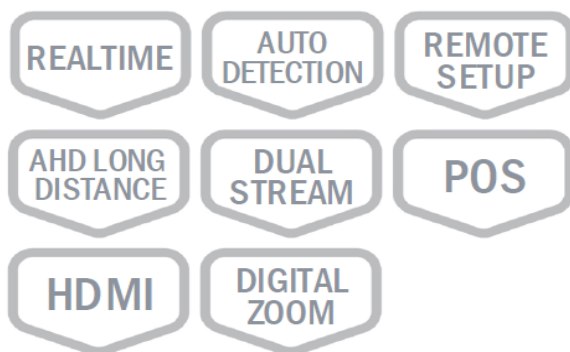 REALTIME
AUTO
DETECTION
REMOTE
SETUP
AHD LONG
DISTANCE
DUAL
STREAM
POS
HDMI
DIGITAL
ZOOM